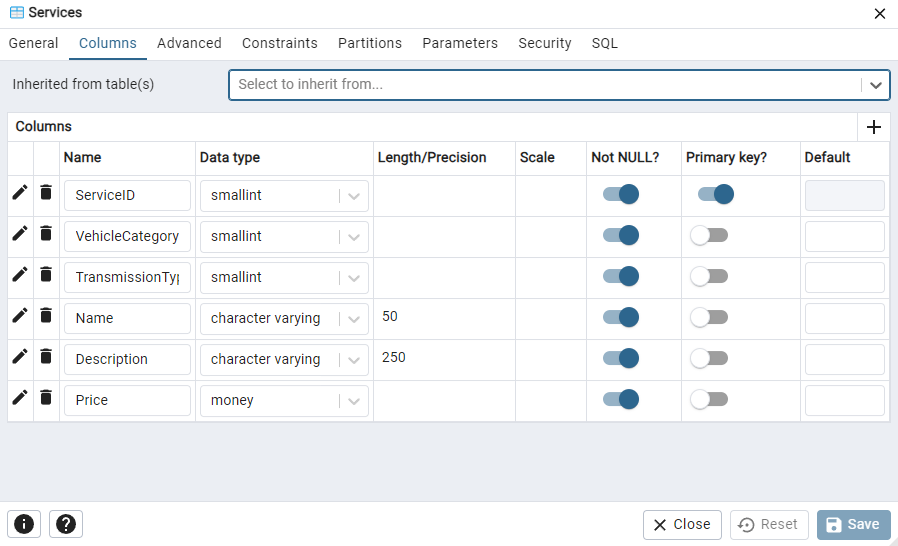 Services
General Columns Advanced Constraints Partitions Parameters Security SQL
Inherited from table(s) Select to inherit from...
Columns
Name Data type Length/Precision Scale Not NULL? Primary key? Default
ServiceID smallint
VehicleCategory smallint
TransmissionTyp smallint
Name character varying 50
Description character varying 250
Price money
Close Reset Save